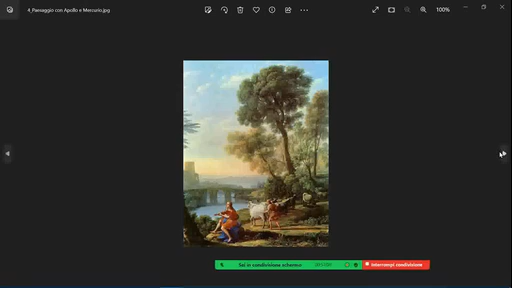 4_Paesaggio con Apollo e Mercurio.jpg
100%
Sei in condivisione schermo
Interrompi condivisione